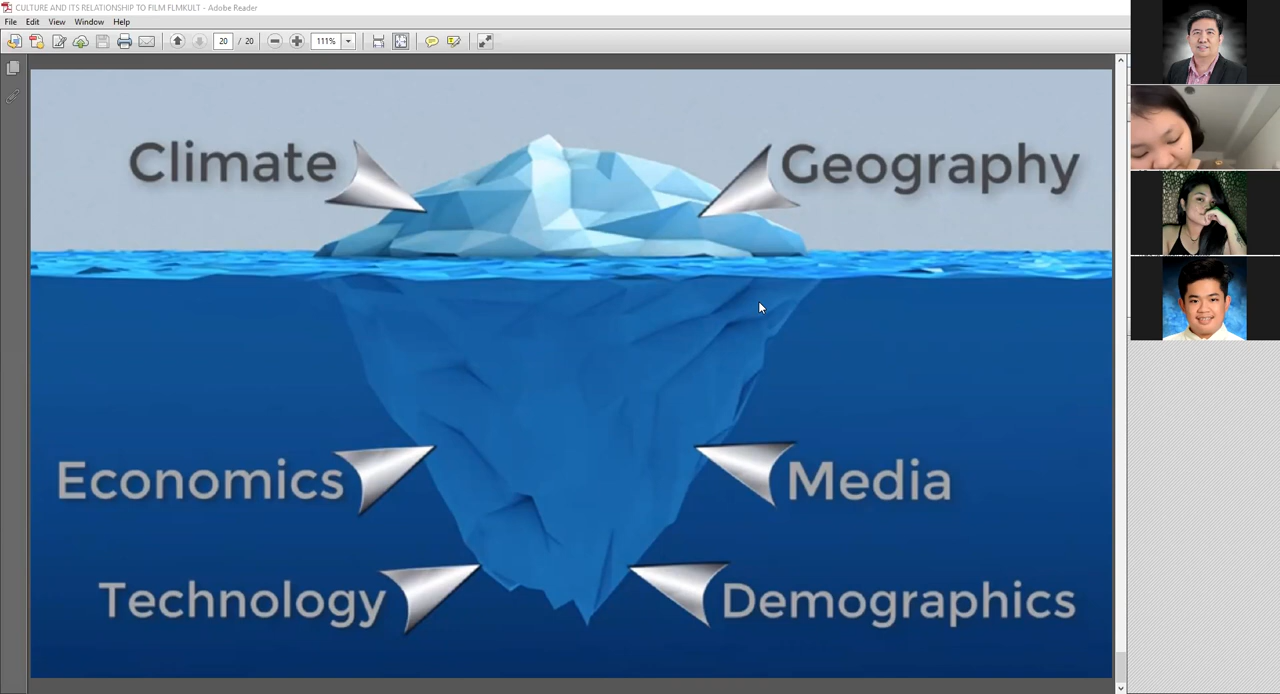 CULTURE AND ITS RELATIONSHIP TO FILM FLMKULT - Adobe Reader
File Edit View Window Help
20 / 20 111%
Climate
Geography
Economics
Media
Technology
Demographics